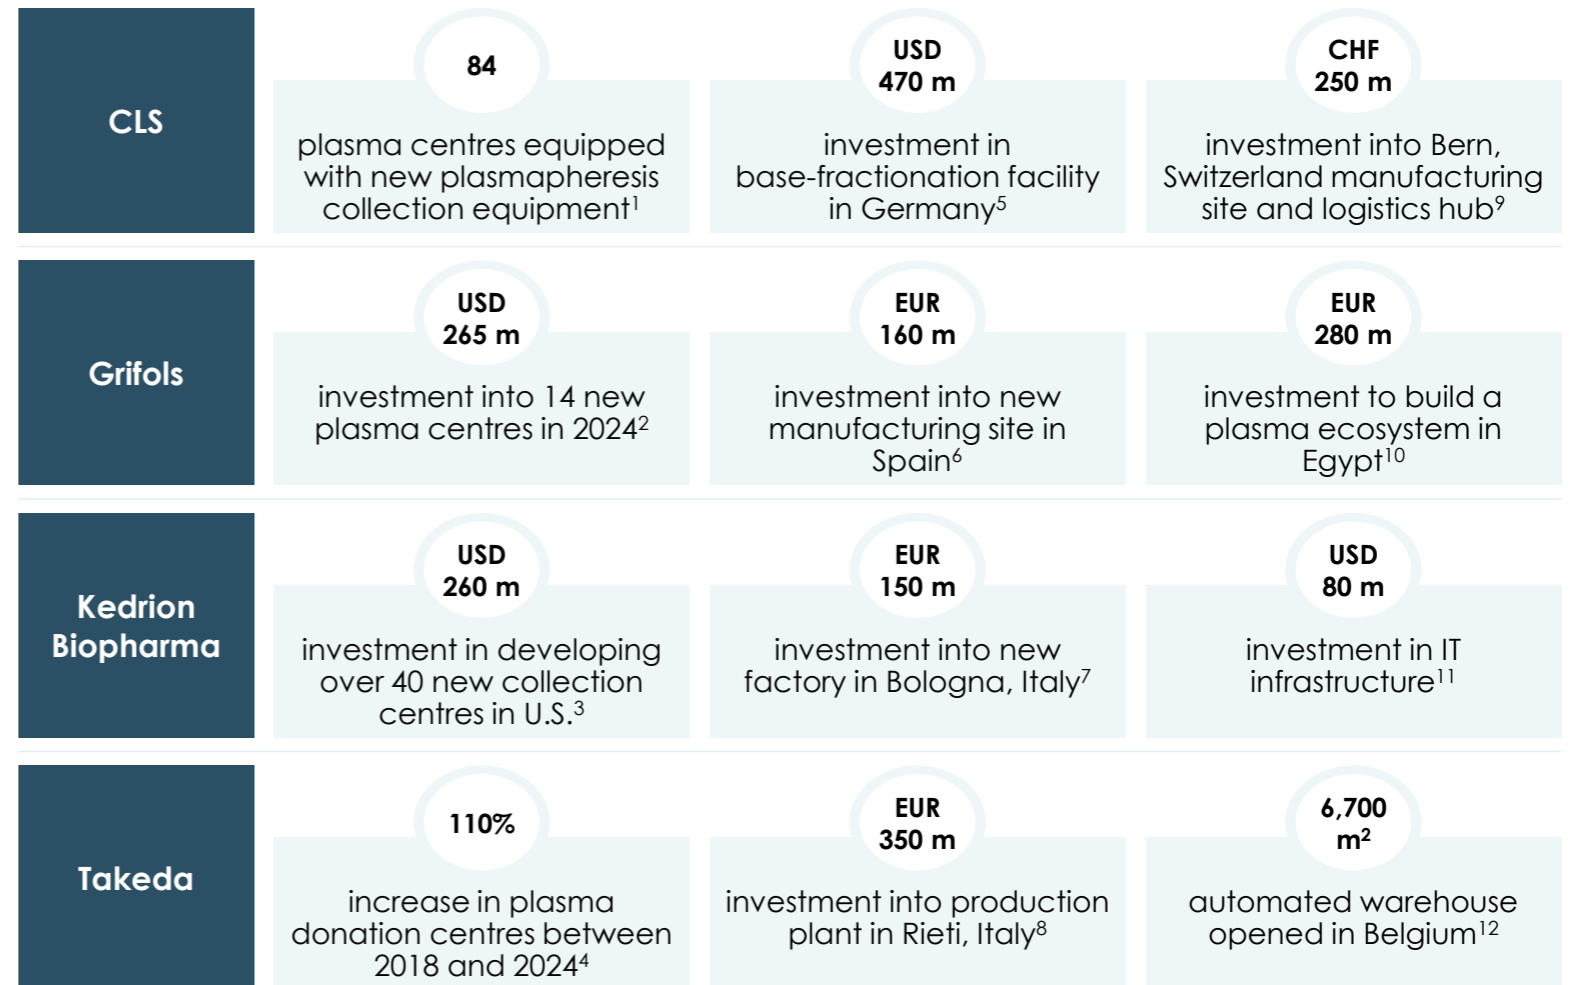 CLS
84
plasma centres equipped
with new plasmapheresis
collection equipment¹
USD
470 m
investment in
base-fractionation facility
in Germany⁵
CHF
250 m
investment into Bern,
Switzerland manufacturing
site and logistics hub⁹
Grifols
USD
265 m
investment into 14 new
plasma centres in 2024²
EUR
160 m
investment into new
manufacturing site in
Spain⁶
EUR
280 m
investment to build a
plasma ecosystem in
Egypt¹⁰
Kedrion
Biopharma
USD
260 m
investment in developing
over 40 new collection
centres in U.S.³
EUR
150 m
investment into new
factory in Bologna, Italy⁷
USD
80 m
investment in IT
infrastructure¹¹
Takeda
110%
increase in plasma
donation centres between
2018 and 2024⁴
EUR
350 m
investment into production
plant in Rieti, Italy⁸
6,700
m²
automated warehouse
opened in Belgium¹²